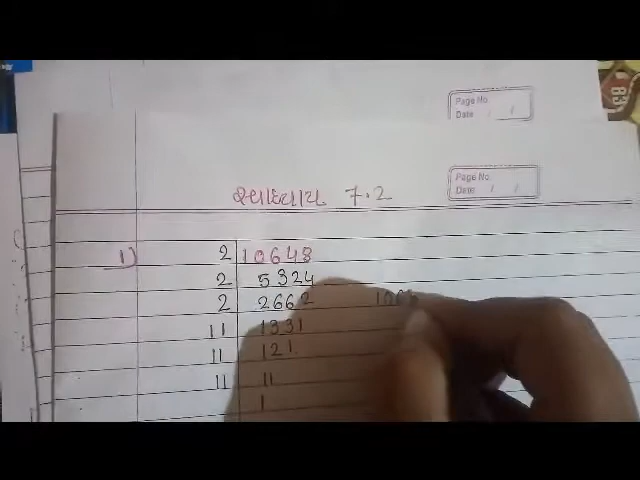 Page No.
Date / /
Page No.
Date / /
સ્વાધ્યાય 7.2
1) 2 10648
2 5324
2 2662
11 1331
11 121
11 11
1